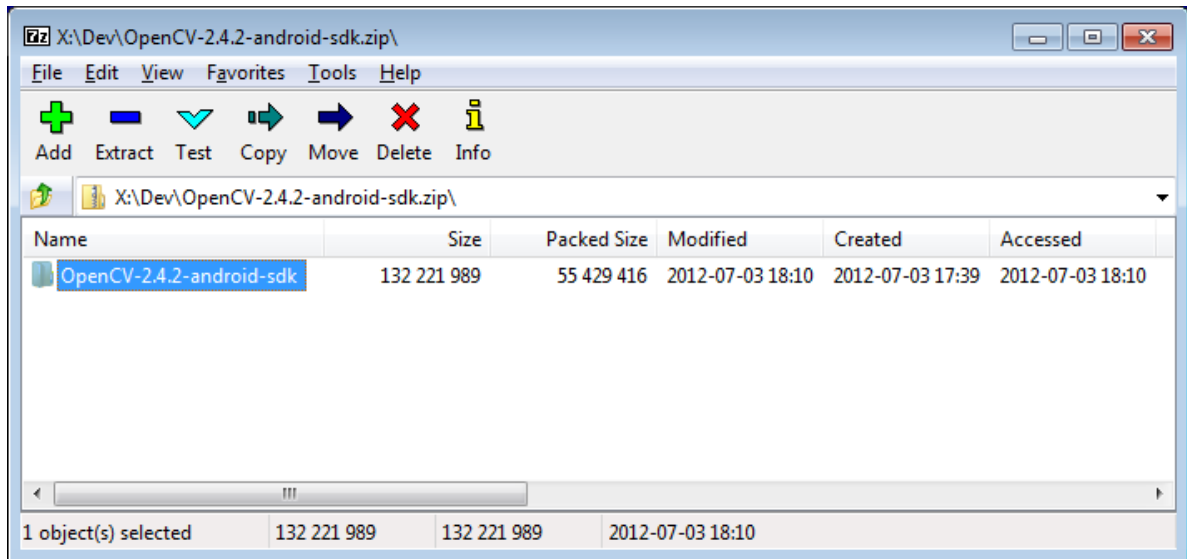 7z X:\Dev\OpenCV-2.4.2-android-sdk.zip\
File Edit View Favorites Tools Help
Add Extract Test Copy Move Delete Info
X:\Dev\OpenCV-2.4.2-android-sdk.zip\
Name Size Packed Size Modified Created Accessed
OpenCV-2.4.2-android-sdk 132 221 989 55 429 416 2012-07-03 18:10 2012-07-03 17:39 2012-07-03 18:10
1 object(s) selected 132 221 989 132 221 989 2012-07-03 18:10